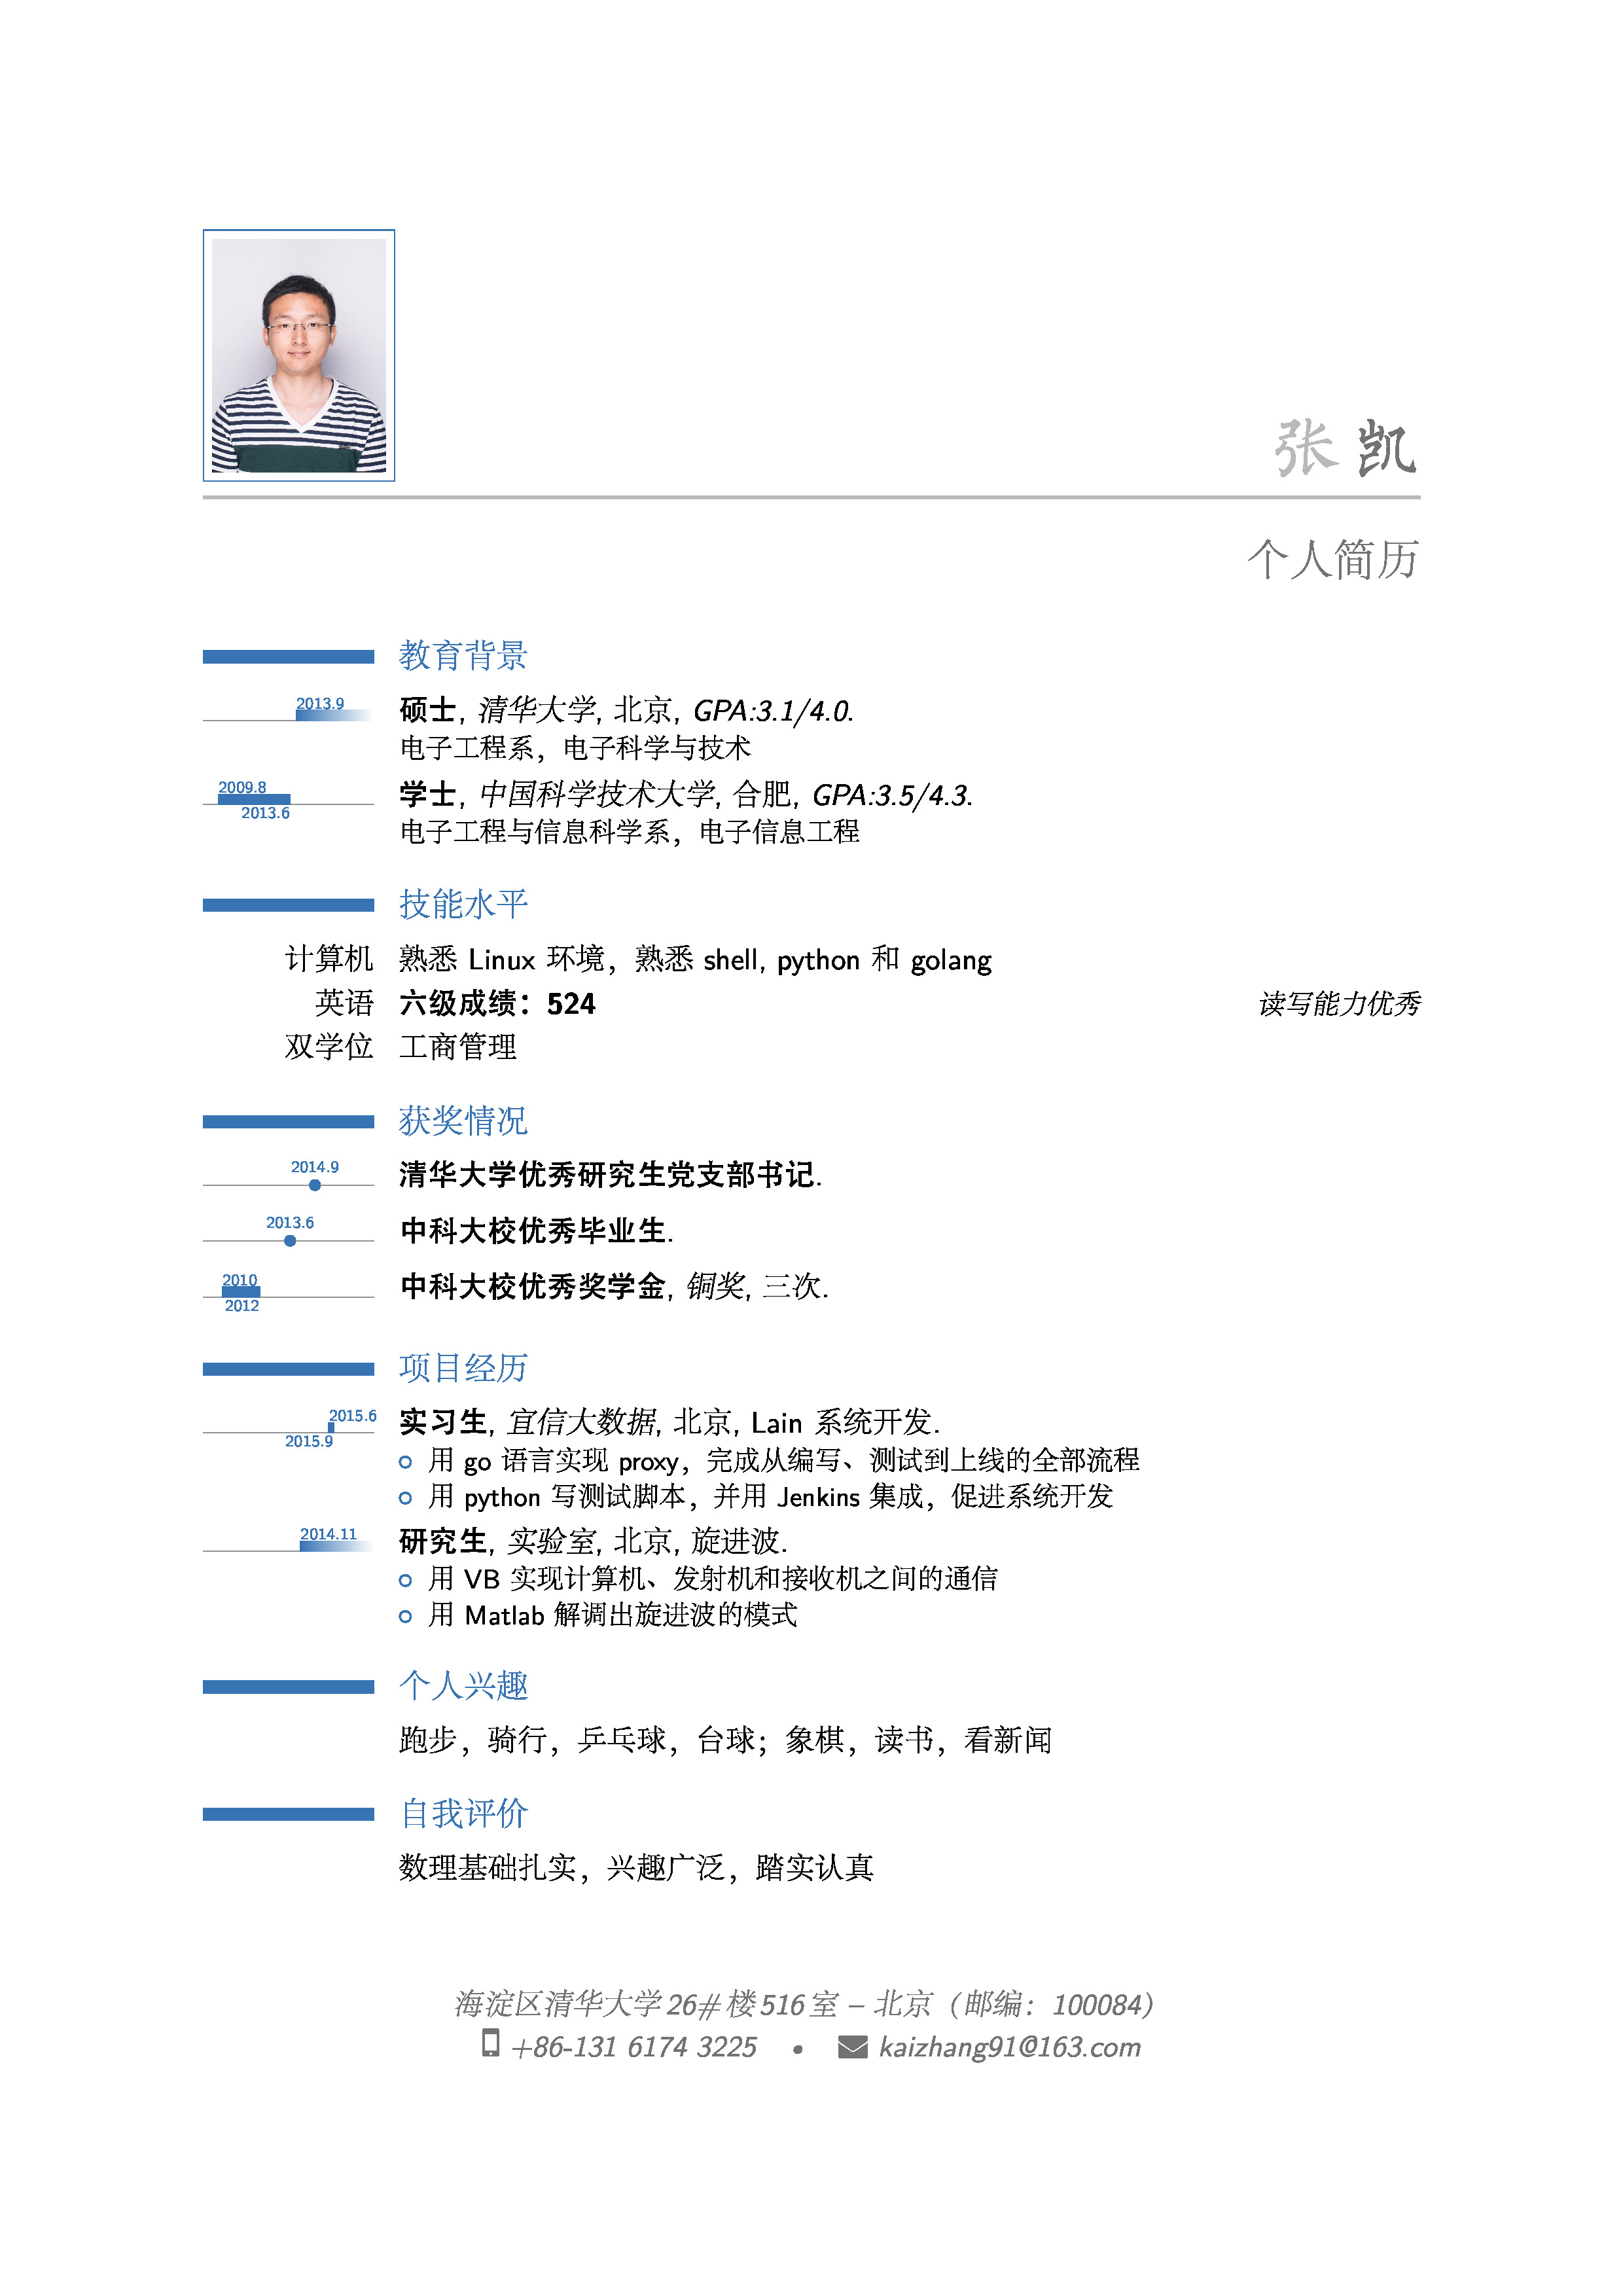 张 凯
个人简历
教育背景
2013.9
硕士, 清华大学, 北京, GPA:3.1/4.0.
电子工程系，电子科学与技术
2009.8
2013.6
学士, 中国科学技术大学, 合肥, GPA:3.5/4.3.
电子工程与信息科学系，电子信息工程
技能水平
计算机 熟悉 Linux 环境，熟悉 shell, python 和 golang
英语 六级成绩：524 读写能力优秀
双学位 工商管理
获奖情况
2014.9
清华大学优秀研究生党支部书记.
2013.6
中科大校优秀毕业生.
2010
2012
中科大校优秀奖学金, 铜奖, 三次.
项目经历
2015.6
2015.9
实习生, 宜信大数据, 北京, Lain 系统开发.
用 go 语言实现 proxy，完成从编写、测试到上线的全部流程
用 python 写测试脚本，并用 Jenkins 集成，促进系统开发
2014.11
研究生, 实验室, 北京, 旋进波.
用 VB 实现计算机、发射机和接收机之间的通信
用 Matlab 解调出旋进波的模式
个人兴趣
跑步，骑行，乒乓球，台球；象棋，读书，看新闻
自我评价
数理基础扎实，兴趣广泛，踏实认真
海淀区清华大学26#楼516室 – 北京（邮编：100084）
+86-131 6174 3225 • kaizhang91@163.com